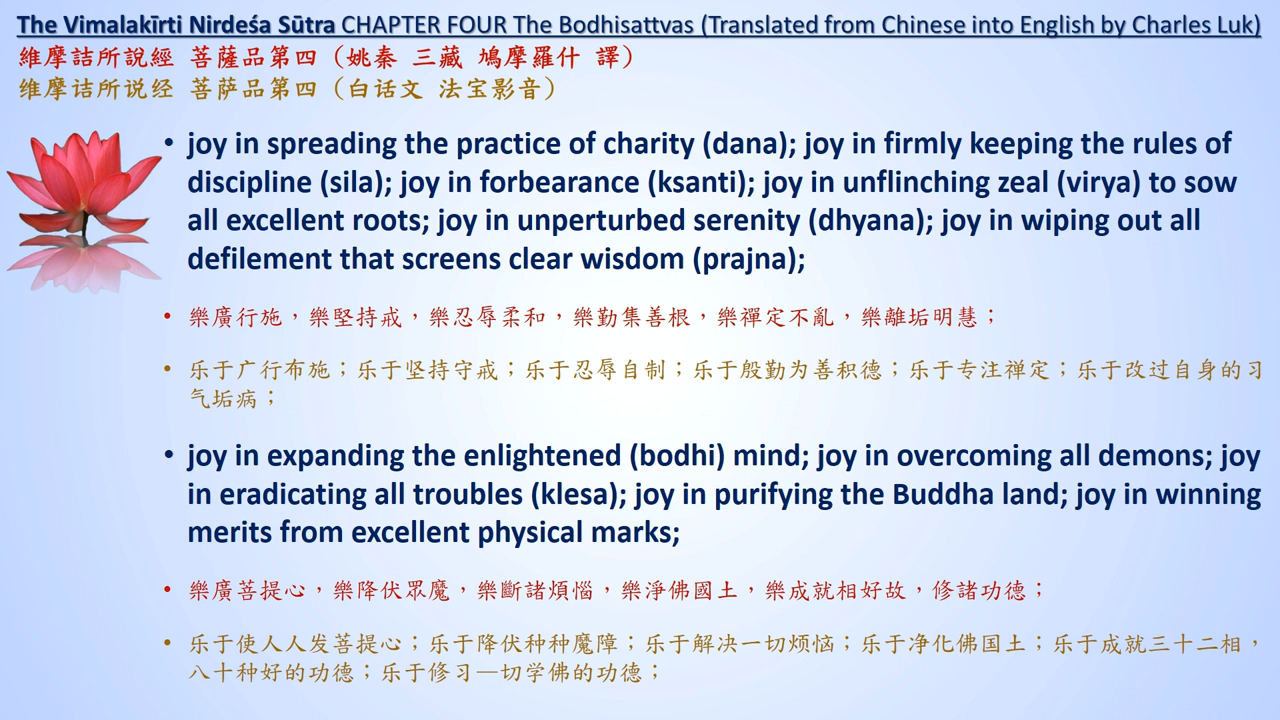 The Vimalakīrti Nirdeśa Sūtra CHAPTER FOUR The Bodhisattvas (Translated from Chinese into English by Charles Luk)
維摩詰所說經 菩薩品第四 (姚秦 三藏 鳩摩羅什 譯)
维摩诘所说经 菩萨品第四 (白话文 法宝影音)
• joy in spreading the practice of charity (dana); joy in firmly keeping the rules of
discipline (sila); joy in forbearance (ksanti); joy in unflinching zeal (virya) to sow
all excellent roots; joy in unperturbed serenity (dhyana); joy in wiping out all
defilement that screens clear wisdom (prajna);
• 樂廣行施，樂堅持戒，樂忍辱柔和，樂勤集善根，樂禪定不亂，樂離垢明慧；
• 乐于广行布施；乐于坚持守戒；乐于忍辱自制；乐于殷勤为善积德；乐于专注禅定；乐于改过自身的习
气垢病；
• joy in expanding the enlightened (bodhi) mind; joy in overcoming all demons; joy
in eradicating all troubles (klesa); joy in purifying the Buddha land; joy in winning
merits from excellent physical marks;
• 樂廣菩提心，樂降伏眾魔，樂斷諸煩惱，樂淨佛國土，樂成就相好故，修諸功德；
• 乐于使人人发菩提心；乐于降伏种种魔障；乐于解决一切烦恼；乐于净化佛国土；乐于成就三十二相，
八十种好的功德；乐于修习—切学佛的功德；